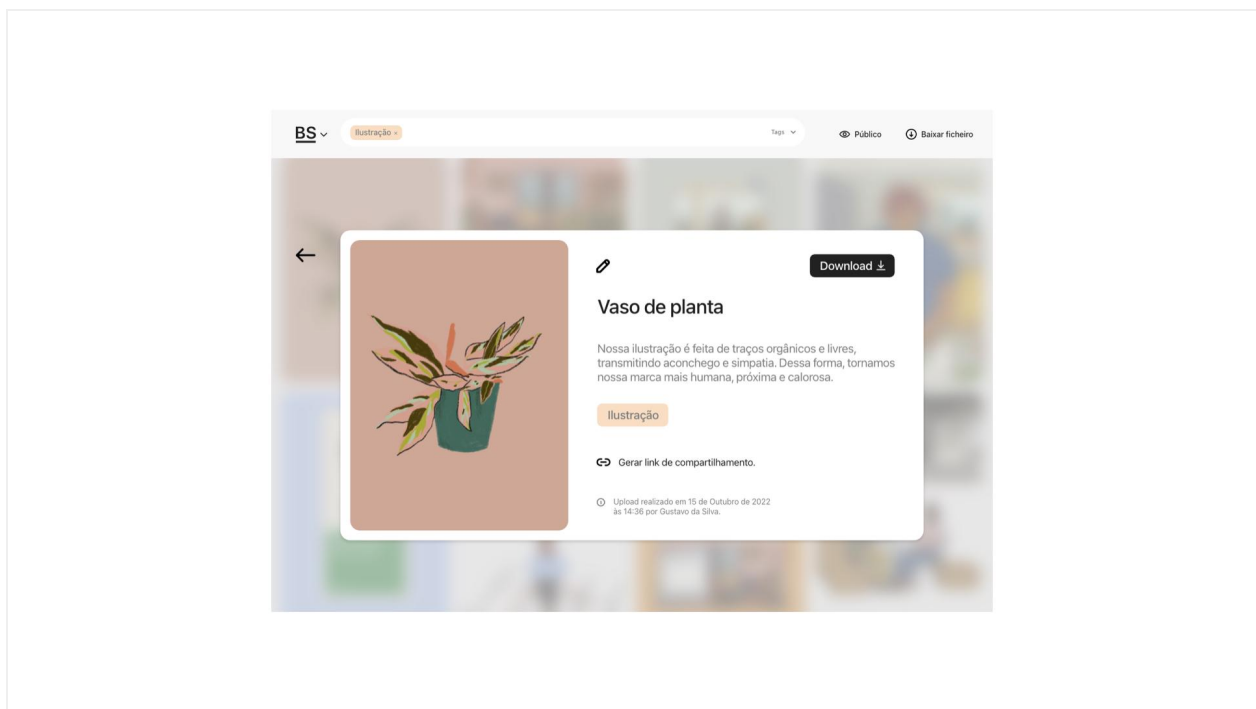 BS
Ilustração ×
Tags
Público
Baixar ficheiro
Download
Vaso de planta
Nossa ilustração é feita de traços orgânicos e livres,
transmitindo aconchego e simpatia. Dessa forma, tornamos
nossa marca mais humana, próxima e calorosa.
Ilustração
Gerar link de compartilhamento.
Upload realizado em 15 de Outubro de 2022
às 14:36 por Gustavo da Silva.